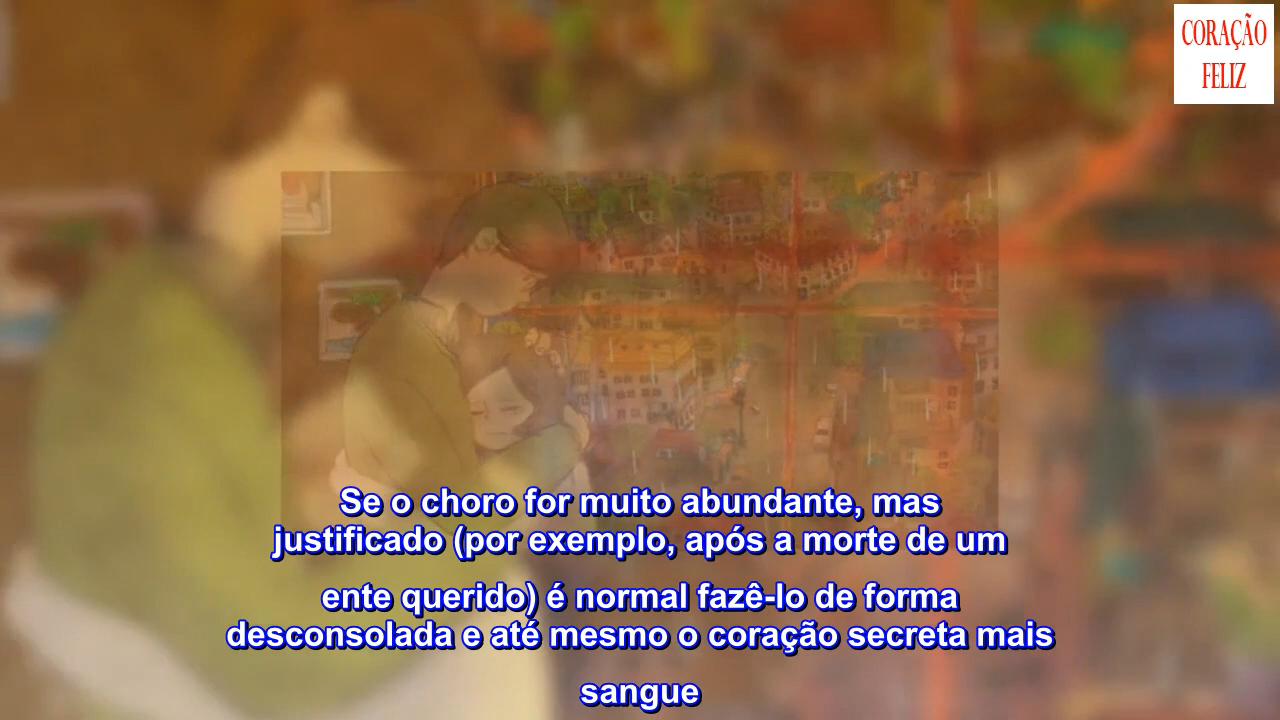 CORAÇÃO
FELIZ
Se o choro for muito abundante, mas
justificado (por exemplo, após a morte de um
ente querido) é normal fazê-lo de forma
desconsolada e até mesmo o coração secreta mais
sangue